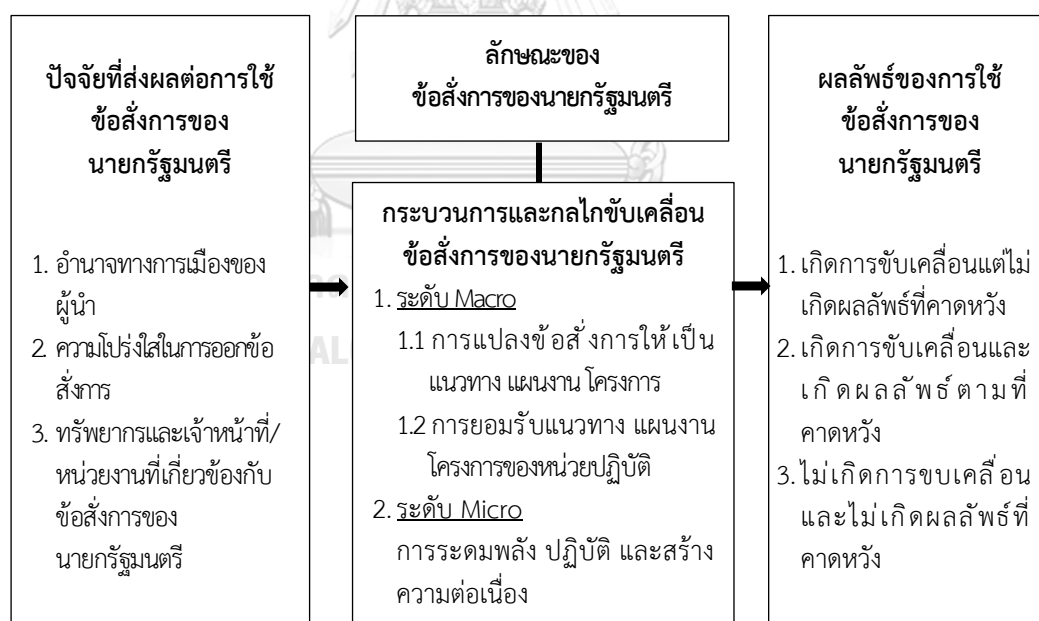 ปัจจัยที่ส่งผลต่อการใช้
ข้อสั่งการของ
นายกรัฐมนตรี
1. อำนาจทางการเมืองของ
ผู้นำ
2. ความโปร่งใสในการออกข้อ
สั่งการ
3. ทรัพยากรและเจ้าหน้าที่/
หน่วยงานที่เกี่ยวข้องกับ
ข้อสั่งการของ
นายกรัฐมนตรี
ลักษณะของ
ข้อสั่งการของนายกรัฐมนตรี
กระบวนการและกลไกขับเคลื่อน
ข้อสั่งการของนายกรัฐมนตรี
1. ระดับ Macro
1.1 การแปลงข้อสั่งการให้เป็น
แนวทาง แผนงาน โครงการ
1.2 การยอมรับแนวทาง แผนงาน
โครงการของหน่วยปฏิบัติ
2. ระดับ Micro
การระดมพลัง ปฏิบัติ และสร้าง
ความต่อเนื่อง
ผลลัพธ์ของการใช้
ข้อสั่งการของ
นายกรัฐมนตรี
1. เกิดการขับเคลื่อนแต่ไม่
เกิดผลลัพธ์ที่คาดหวัง
2. เกิดการขับเคลื่อนและ
เกิดผลลัพธ์ตามที่
คาดหวัง
3. ไม่เกิดการขบเคลื่อน
และไม่เกิดผลลัพธ์ที่
คาดหวัง